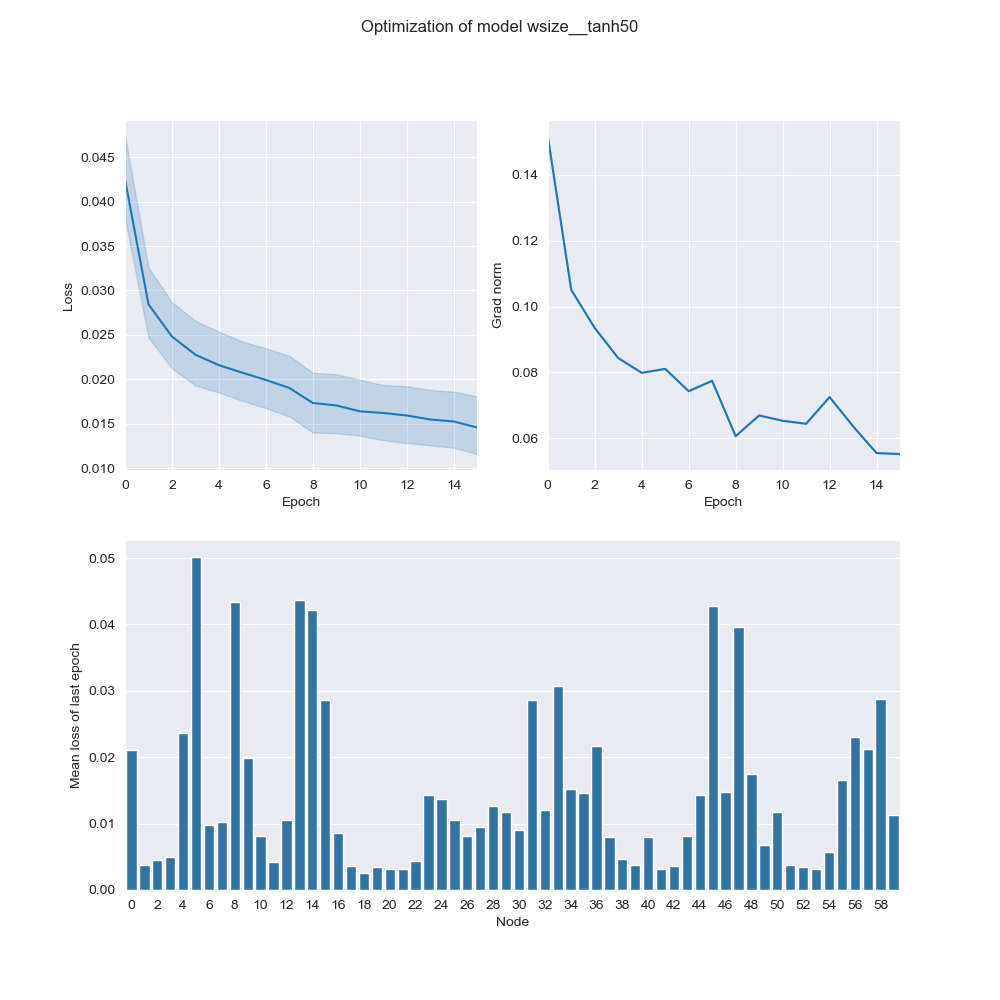 Optimization of model wsize__tanh50
0.045
0.040
0.035
0.030
0.025
0.020
0.015
0.010
Loss
0 2 4 6 8 10 12 14
Epoch
0.14
0.12
0.10
0.08
0.06
Grad norm
0 2 4 6 8 10 12 14
Epoch
0.05
0.04
0.03
0.02
0.01
0.00
Mean loss of last epoch
0 2 4 6 8 10 12 14 16 18 20 22 24 26 28 30 32 34 36 38 40 42 44 46 48 50 52 54 56 58
Node